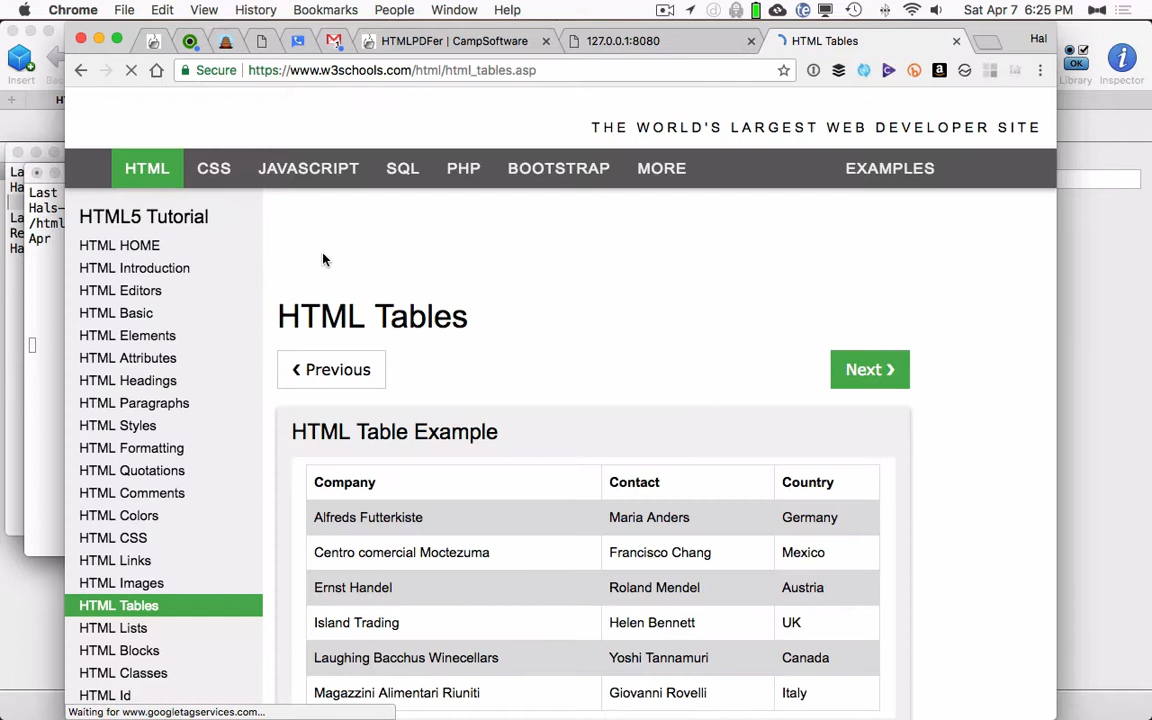 Chrome File Edit View History Bookmarks People Window Help Sat Apr 7 6:25 PM
HTMLPDFer | CampSoftware 127.0.0.1:8080 HTML Tables Hal
Secure https://www.w3schools.com/html/html_tables.asp
Insert
OK
Library Inspector
THE WORLD'S LARGEST WEB DEVELOPER SITE
HTML CSS JAVASCRIPT SQL PHP BOOTSTRAP MORE EXAMPLES
Last
Hals-
/html
Apr
HTML5 Tutorial
HTML HOME
HTML Introduction
HTML Editors
HTML Basic
HTML Elements
HTML Attributes
HTML Headings
HTML Paragraphs
HTML Styles
HTML Formatting
HTML Quotations
HTML Comments
HTML Colors
HTML CSS
HTML Links
HTML Images
HTML Tables
HTML Lists
HTML Blocks
HTML Classes
HTML Id
HTML Tables
❮ Previous
Next ❯
HTML Table Example
Company Contact Country
Alfreds Futterkiste Maria Anders Germany
Centro comercial Moctezuma Francisco Chang Mexico
Ernst Handel Roland Mendel Austria
Island Trading Helen Bennett UK
Laughing Bacchus Winecellars Yoshi Tannamuri Canada
Magazzini Alimentari Riuniti Giovanni Rovelli Italy
Waiting for www.googletagservices.com...